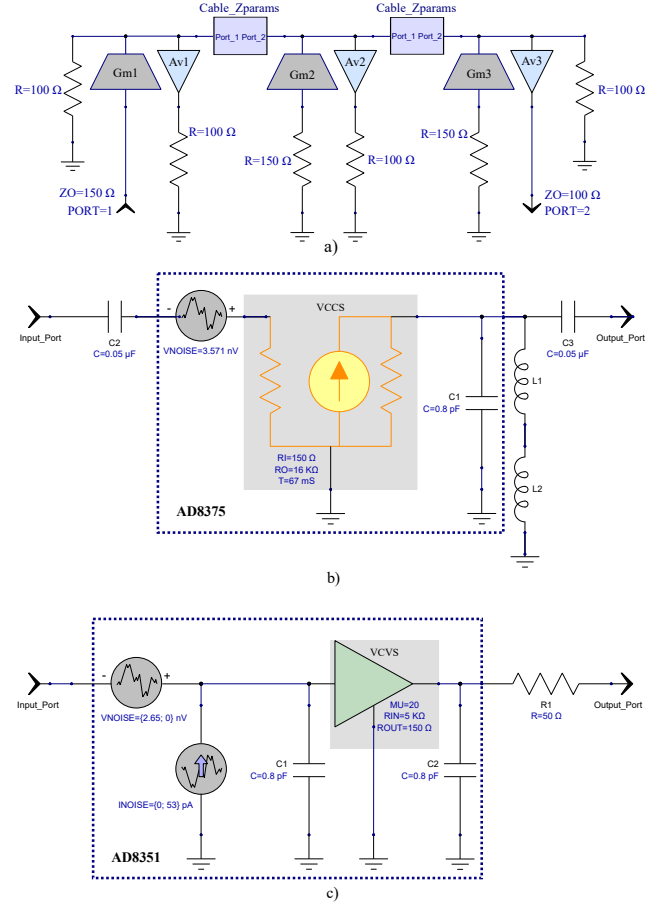 Cable_Zparams
Cable_Zparams
Port_1 Port_2
Port_1 Port_2
Gm1
Av1
Gm2
Av2
Gm3
Av3
R=100 Ω
R=100 Ω
R=150 Ω
R=100 Ω
R=150 Ω
R=100 Ω
ZO=150 Ω
PORT=1
ZO=100 Ω
PORT=2
a)
Input_Port
C2
C=0.05 µF
-
+
VNOISE=3.571 nV
VCCS
RI=150 Ω
RO=16 KΩ
T=67 mS
C1
C=0.8 pF
C3
C=0.05 µF
Output_Port
L1
L2
AD8375
b)
Input_Port
-
+
VNOISE={2.65; 0} nV
INOISE={0; 53} pA
C1
C=0.8 pF
VCVS
MU=20
RIN=5 KΩ
ROUT=150 Ω
C2
C=0.8 pF
R1
R=50 Ω
Output_Port
AD8351
c)